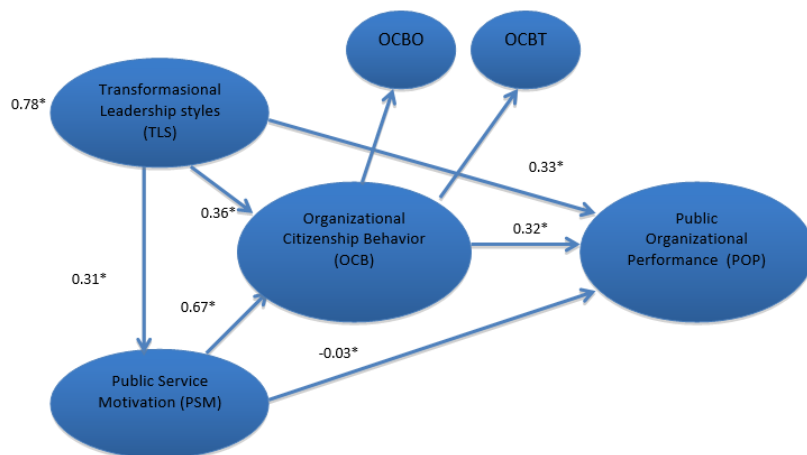 OCBO
OCBT
Transformasional
Leadership styles
(TLS)
0.78*
0.33*
0.36*
Organizational
Citizenship Behavior
(OCB)
0.32*
Public
Organizational
Performance (POP)
0.31*
0.67*
-0.03*
Public Service
Motivation (PSM)